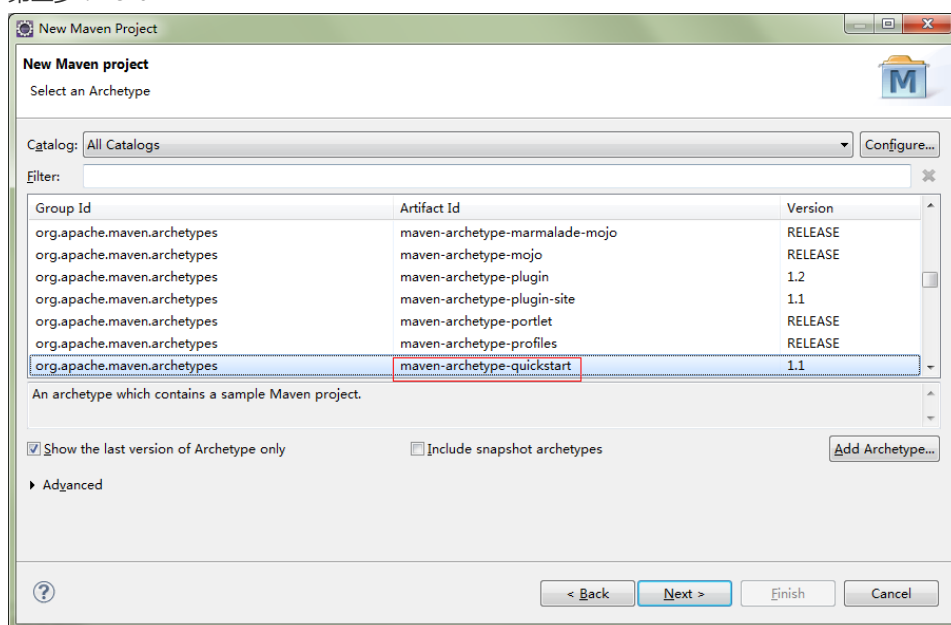 New Maven Project
New Maven project
Select an Archetype
Catalog: All Catalogs Configure...
Filter:
Group Id Artifact Id Version
org.apache.maven.archetypes maven-archetype-marmalade-mojo RELEASE
org.apache.maven.archetypes maven-archetype-mojo RELEASE
org.apache.maven.archetypes maven-archetype-plugin 1.2
org.apache.maven.archetypes maven-archetype-plugin-site 1.1
org.apache.maven.archetypes maven-archetype-portlet RELEASE
org.apache.maven.archetypes maven-archetype-profiles RELEASE
org.apache.maven.archetypes maven-archetype-quickstart 1.1
An archetype which contains a sample Maven project.
Show the last version of Archetype only Include snapshot archetypes Add Archetype...
Advanced
< Back Next > Finish Cancel